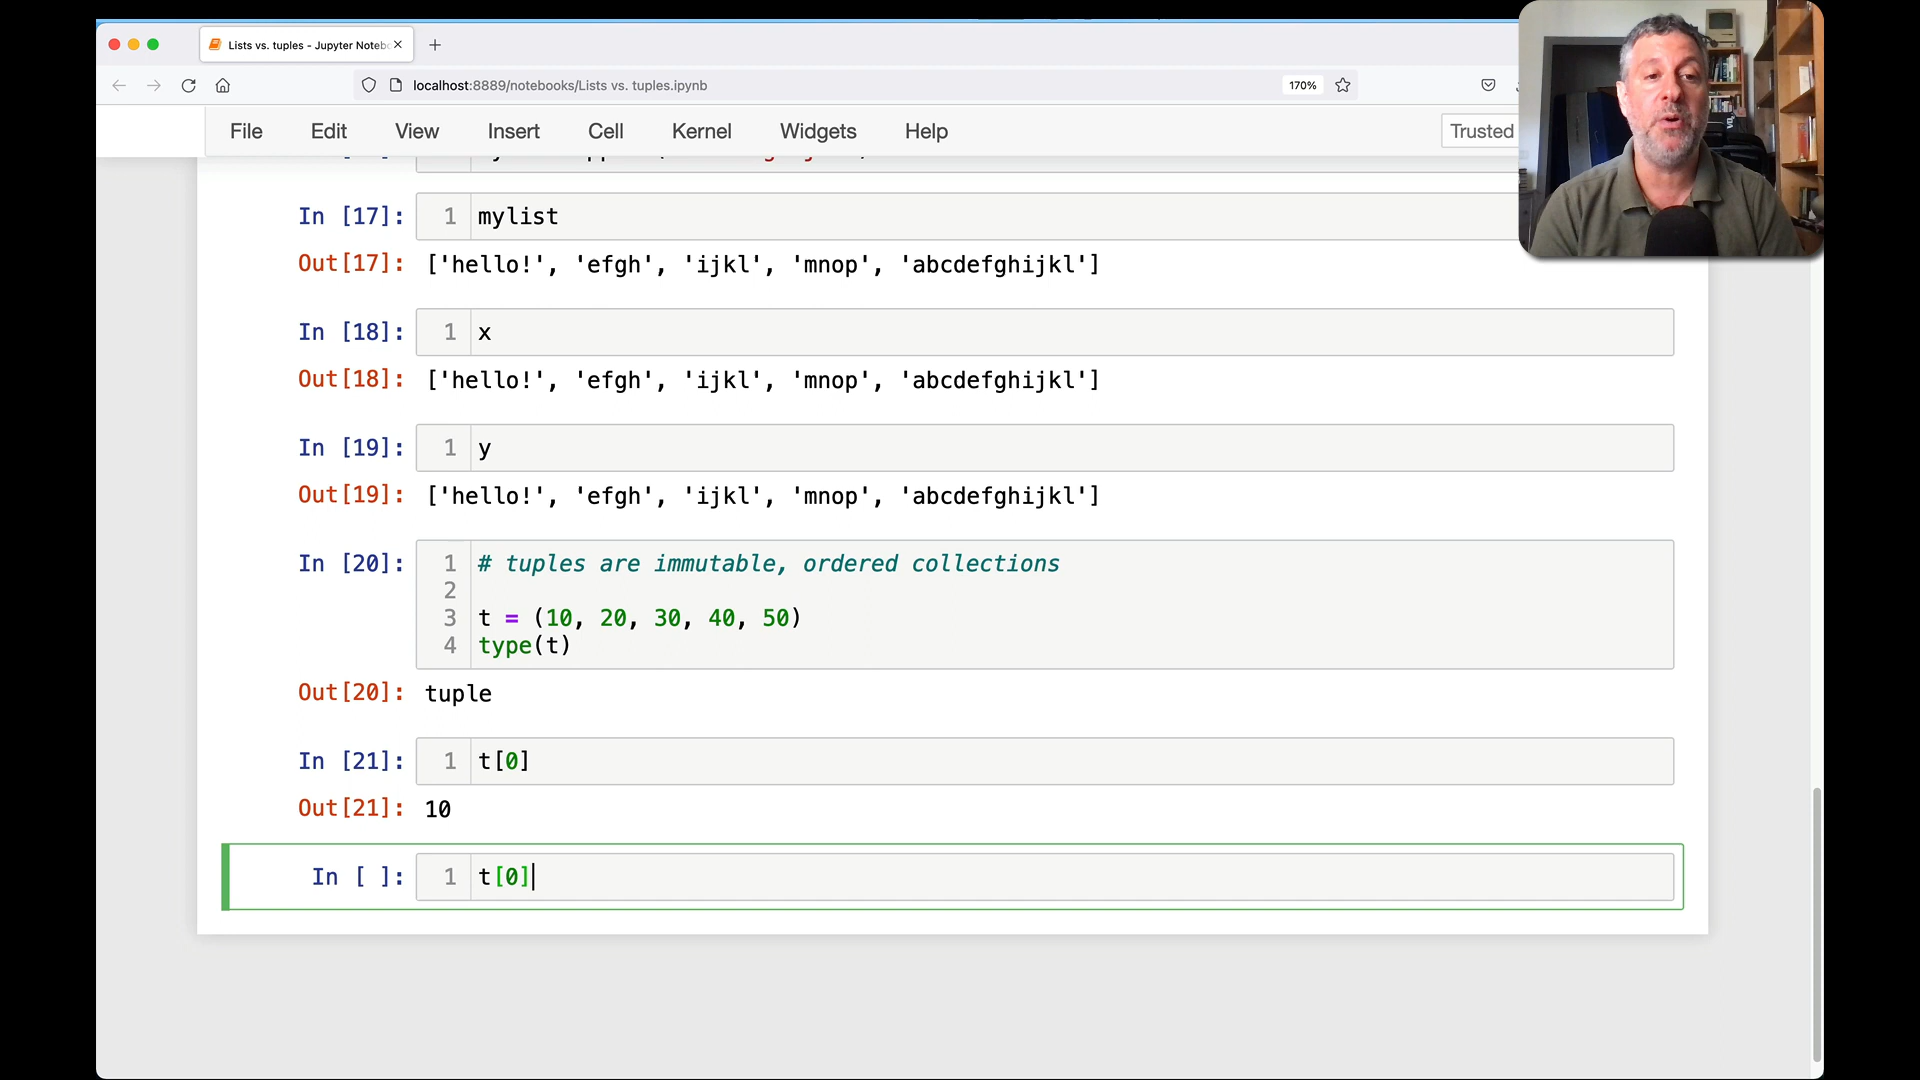 Lists vs. tuples - Jupyter Noteb
localhost:8889/notebooks/Lists vs. tuples.ipynb
170%
File Edit View Insert Cell Kernel Widgets Help
Trusted
In [17]: 1 mylist
Out[17]: ['hello!', 'efgh', 'ijkl', 'mnop', 'abcdefghijkl']
In [18]: 1 x
Out[18]: ['hello!', 'efgh', 'ijkl', 'mnop', 'abcdefghijkl']
In [19]: 1 y
Out[19]: ['hello!', 'efgh', 'ijkl', 'mnop', 'abcdefghijkl']
In [20]: 1 # tuples are immutable, ordered collections
2
3 t = (10, 20, 30, 40, 50)
4 type(t)
Out[20]: tuple
In [21]: 1 t[0]
Out[21]: 10
In [ ]: 1 t[0]